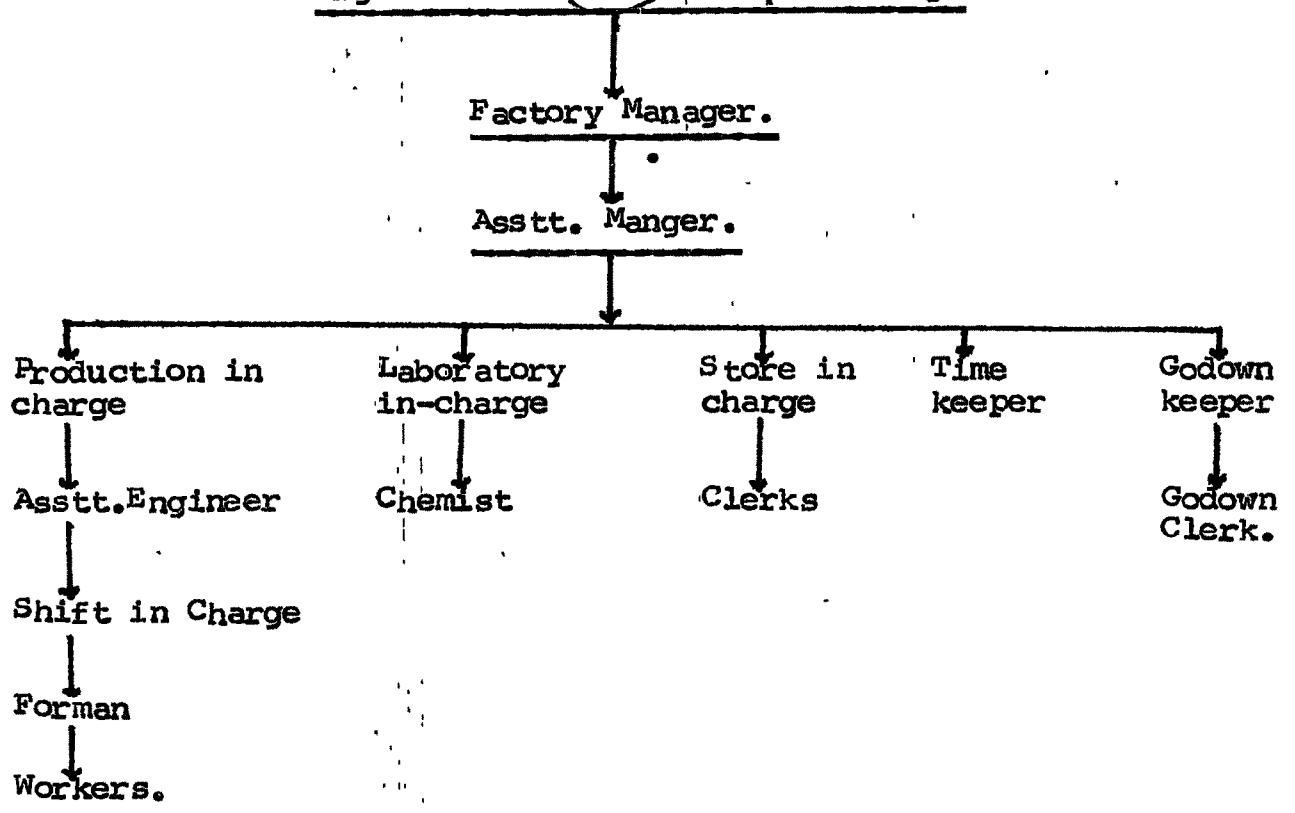 Factory Manager.
Asstt. Manger.
Production in
charge
Laboratory
in-charge
Store in
charge
Time
keeper
Godown
keeper
Asstt.Engineer
Chemist
Clerks
Godown
Clerk.
Shift in Charge
Forman
Workers.